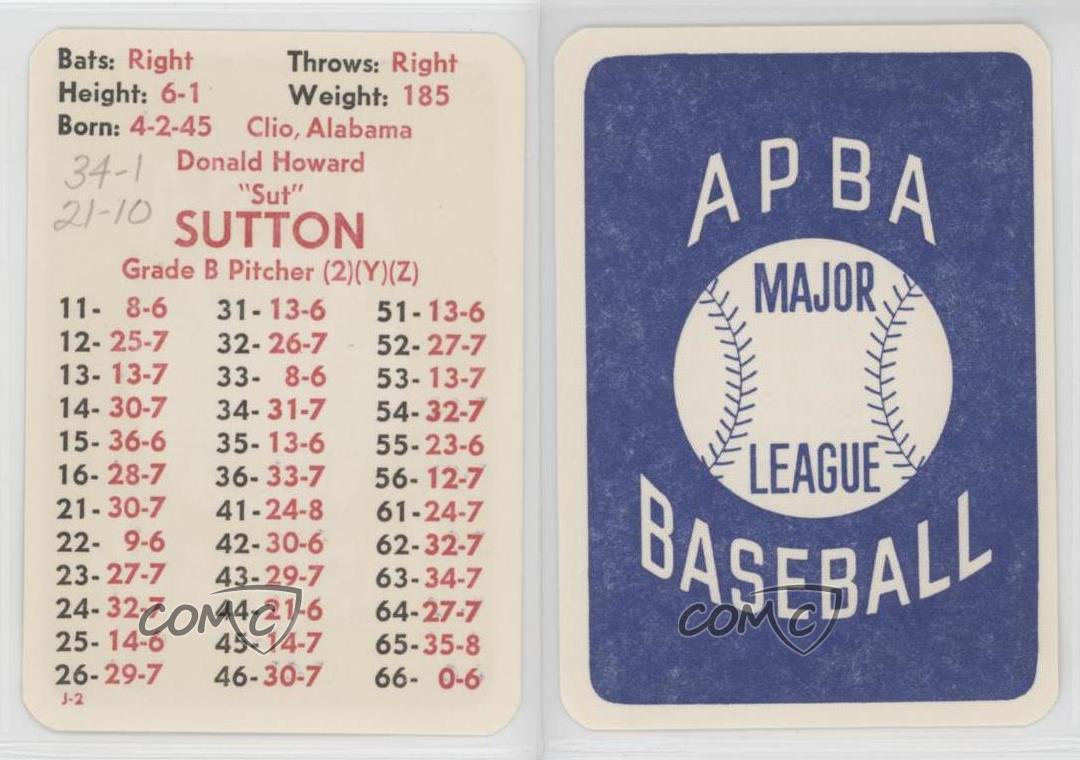 Bats: Right Throws: Right
Height: 6-1 Weight: 185
Born: 4-2-45 Clio, Alabama
34-1
21-10
Donald Howard
"Sut"
SUTTON
Grade B Pitcher (2)(Y)(Z)
11- 8-6 31- 13-6 51- 13-6
12- 25-7 32- 26-7 52- 27-7
13- 13-7 33- 8-6 53- 13-7
14- 30-7 34- 31-7 54- 32-7
15- 36-6 35- 13-6 55- 23-6
16- 28-7 36- 33-7 56- 12-7
21- 30-7 41- 24-8 61- 24-7
22- 9-6 42- 30-6 62- 32-7
23- 27-7 43- 29-7 63- 34-7
24- 32-7 44- 21-6 64- 27-7
25- 14-6 45- 14-7 65- 35-8
26- 29-7 46- 30-7 66- 0-6
J-2
COMC
APBA
MAJOR
LEAGUE
BASEBALL
COMC